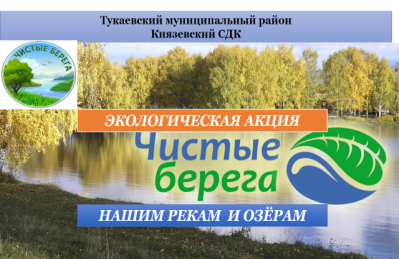 Тукаевский муниципальный район
Князевский СДК
ЧИСТЫЕ БЕРЕГА
ЭКОЛОГИЧЕСКАЯ АКЦИЯ
Чистые
берега
НАШИМ РЕКАМ И ОЗЁРАМ